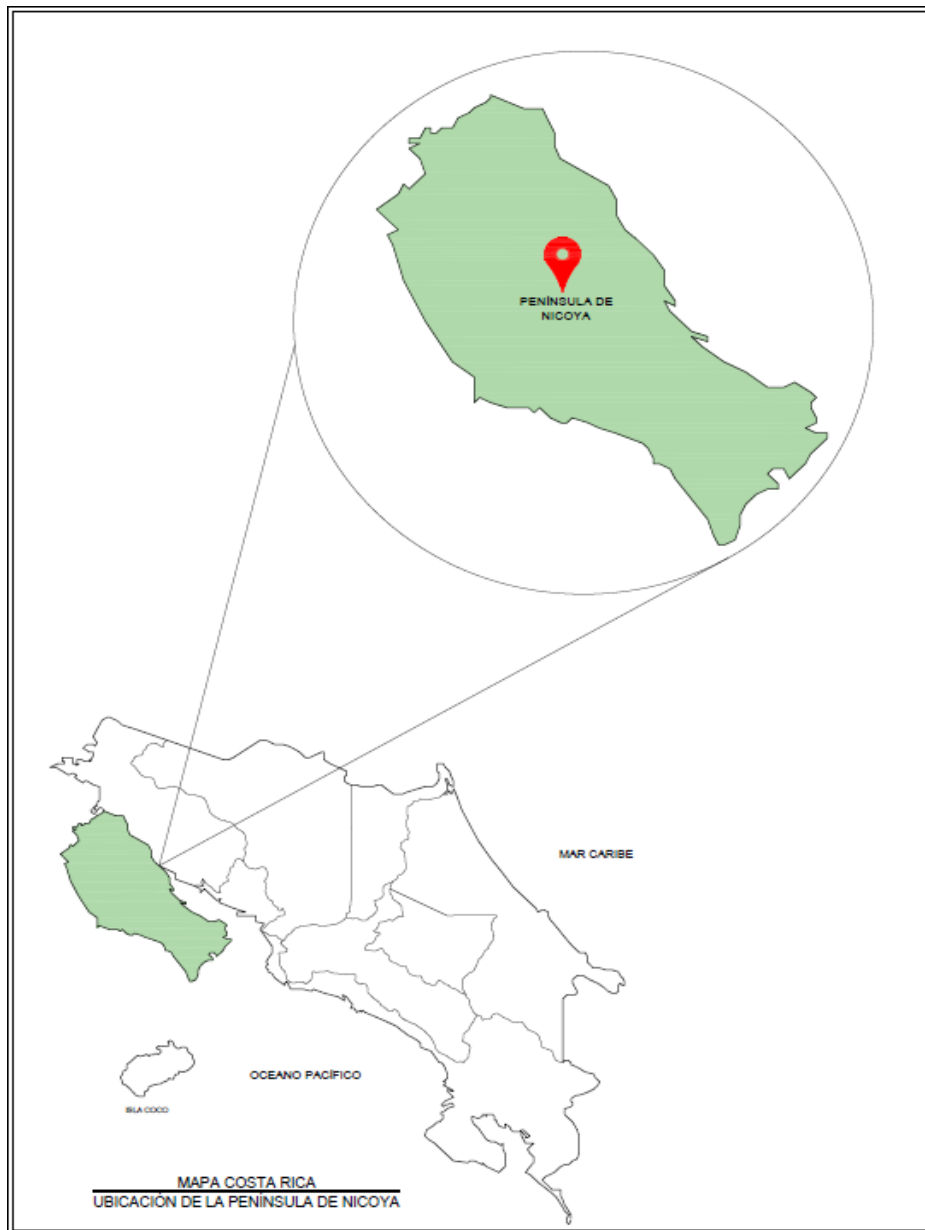 PENÍNSULA DE
NICOYA
MAR CARIBE
OCEANO PACÍFICO
ISLA COCO
MAPA COSTA RICA
UBICACIÓN DE LA PENÍNSULA DE NICOYA